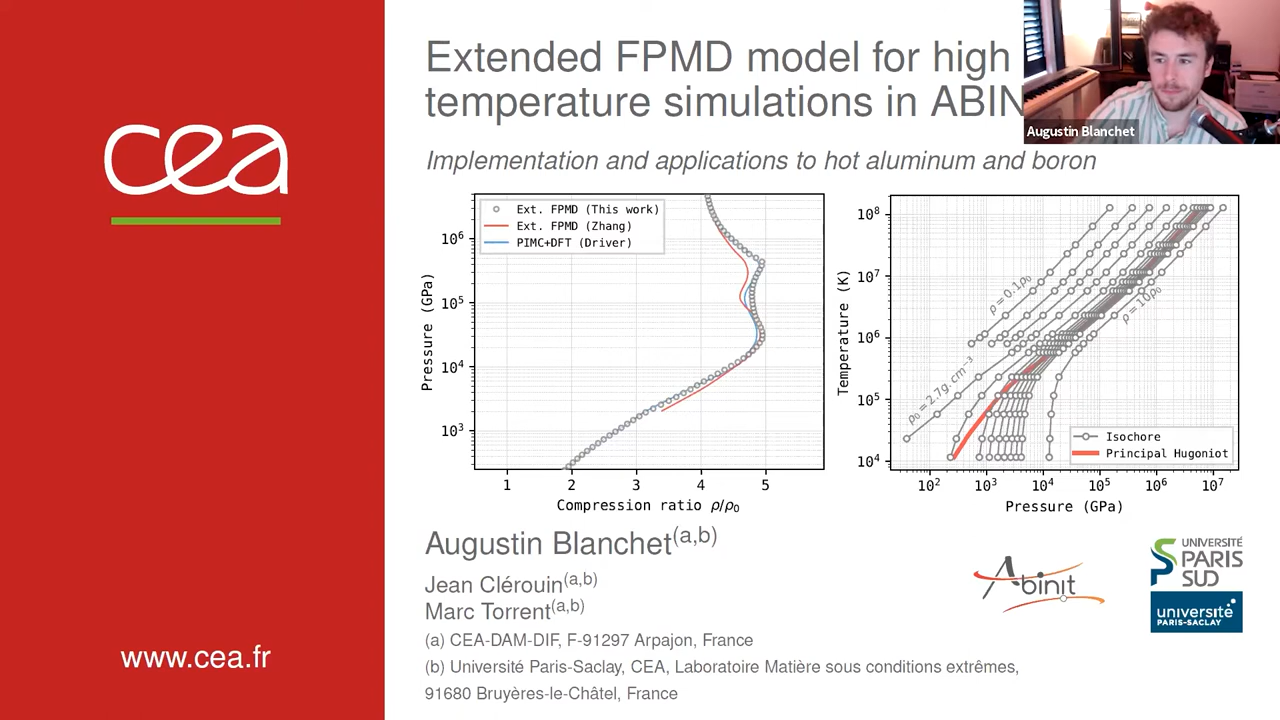 cea
www.cea.fr
Extended FPMD model for high
temperature simulations in ABIN
Augustin Blanchet
Implementation and applications to hot aluminum and boron
Ext. FPMD (This work)
Ext. FPMD (Zhang)
PIMC+DFT (Driver)
Pressure (GPa)
10⁶
10⁵
10⁴
10³
1 2 3 4 5
Compression ratio ρ/ρ₀
Temperature (K)
10⁸
10⁷
10⁶
10⁵
10⁴
ρ = 0.1ρ₀
ρ = 10ρ₀
ρ₀ = 2.7g.cm⁻³
Isochore
Principal Hugoniot
10² 10³ 10⁴ 10⁵ 10⁶ 10⁷
Pressure (GPa)
Augustin Blanchet(a,b)
Jean Clérouin(a,b)
Marc Torrent(a,b)
(a) CEA-DAM-DIF, F-91297 Arpajon, France
(b) Université Paris-Saclay, CEA, Laboratoire Matière sous conditions extrêmes,
91680 Bruyères-le-Châtel, France
Abinit
UNIVERSITÉ
PARIS
SUD
université
PARIS-SACLAY